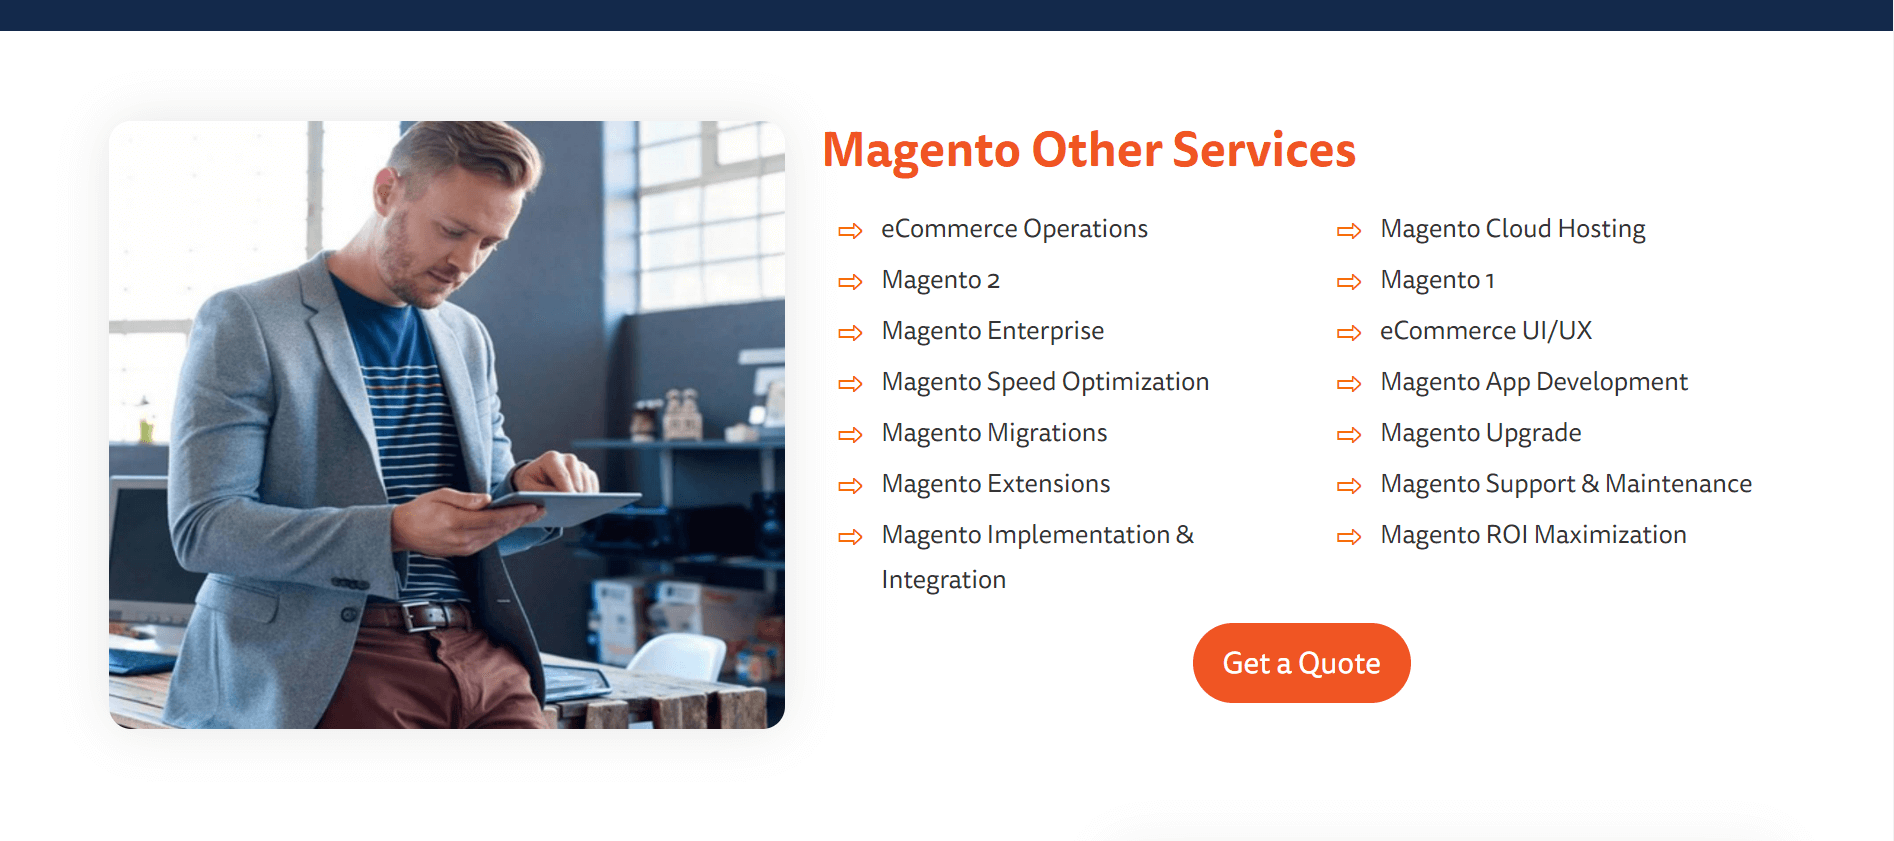 Magento Other Services
eCommerce Operations
Magento 2
Magento Enterprise
Magento Speed Optimization
Magento Migrations
Magento Extensions
Magento Implementation &
Integration
Magento Cloud Hosting
Magento 1
eCommerce UI/UX
Magento App Development
Magento Upgrade
Magento Support & Maintenance
Magento ROI Maximization
Get a Quote